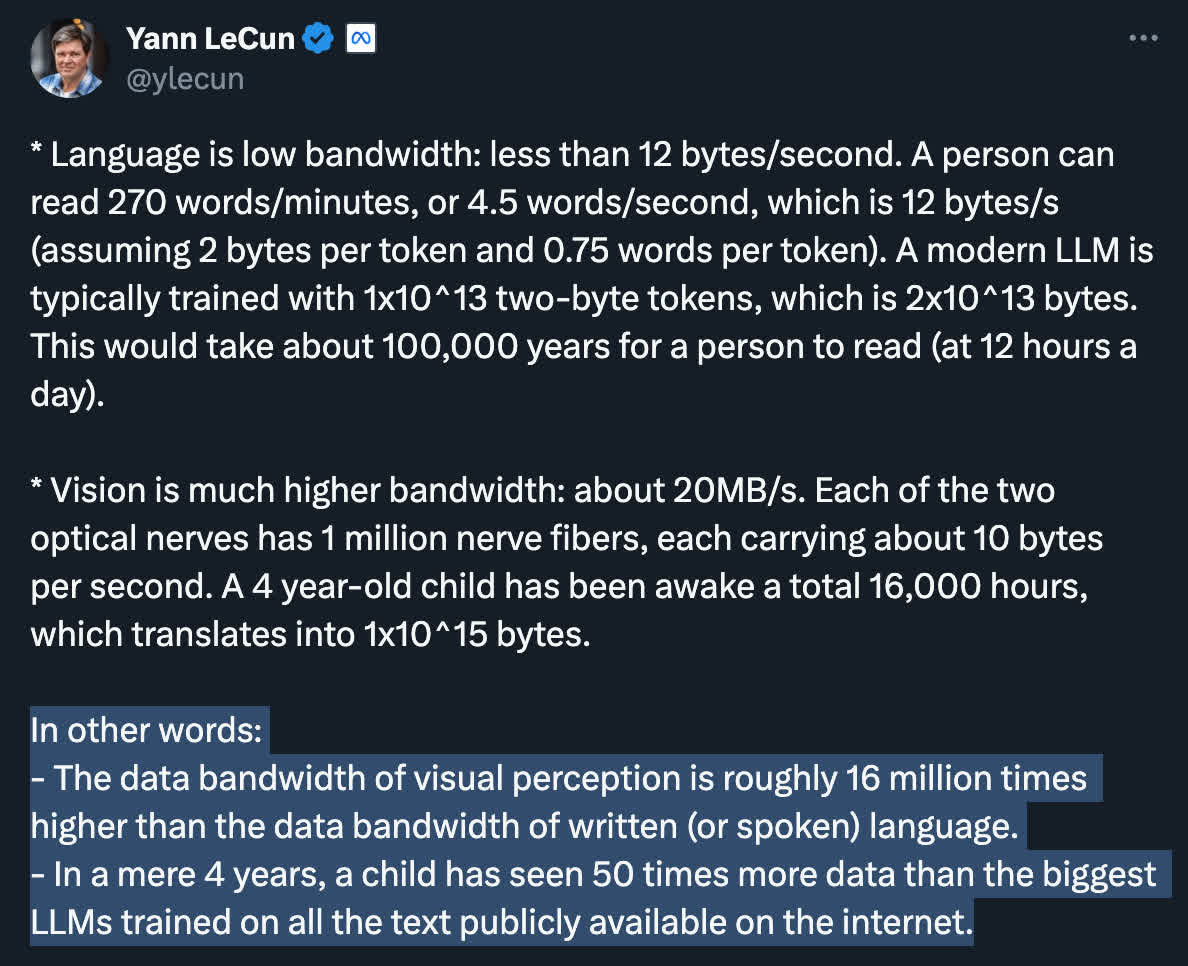 Yann LeCun
@ylecun
* Language is low bandwidth: less than 12 bytes/second. A person can
read 270 words/minutes, or 4.5 words/second, which is 12 bytes/s
(assuming 2 bytes per token and 0.75 words per token). A modern LLM is
typically trained with 1x10^13 two-byte tokens, which is 2x10^13 bytes.
This would take about 100,000 years for a person to read (at 12 hours a
day).
* Vision is much higher bandwidth: about 20MB/s. Each of the two
optical nerves has 1 million nerve fibers, each carrying about 10 bytes
per second. A 4 year-old child has been awake a total 16,000 hours,
which translates into 1x10^15 bytes.
In other words:
- The data bandwidth of visual perception is roughly 16 million times
higher than the data bandwidth of written (or spoken) language.
- In a mere 4 years, a child has seen 50 times more data than the biggest
LLMs trained on all the text publicly available on the internet.